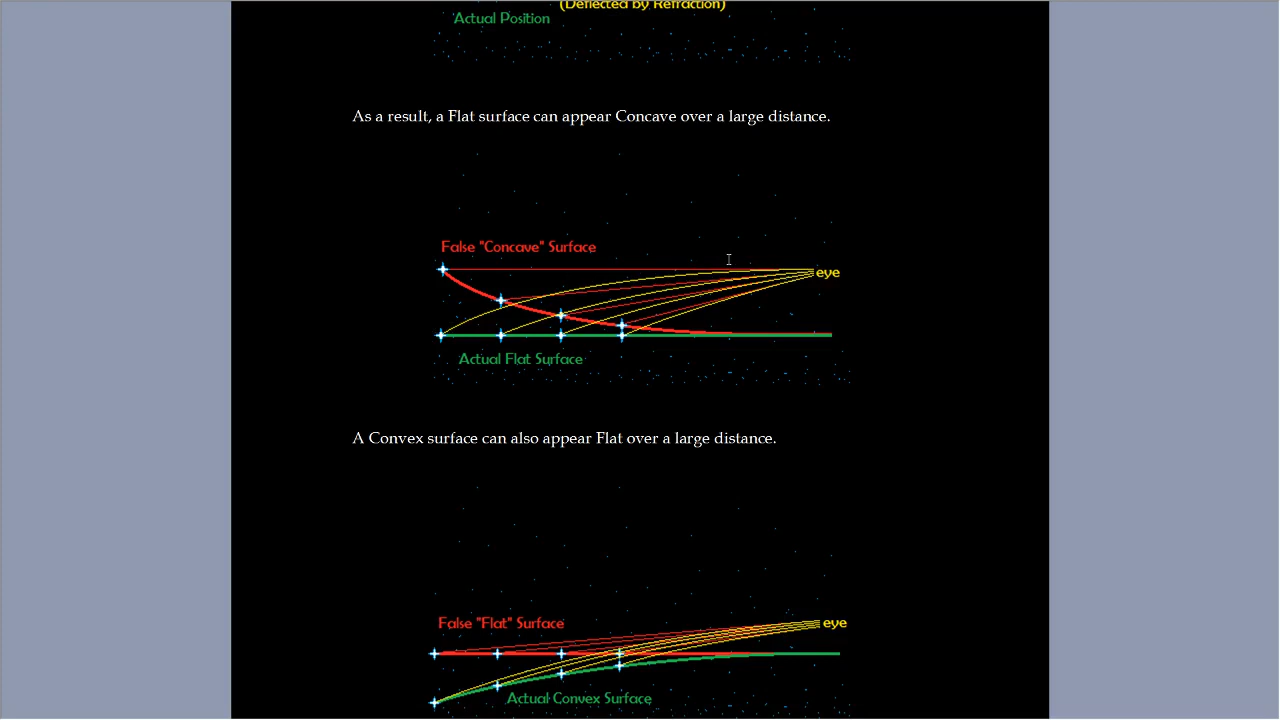 (Deflected by Refraction)
Actual Position
As a result, a Flat surface can appear Concave over a large distance.
False "Concave" Surface
eye
Actual Flat Surface
A Convex surface can also appear Flat over a large distance.
False "Flat" Surface
eye
Actual Convex Surface